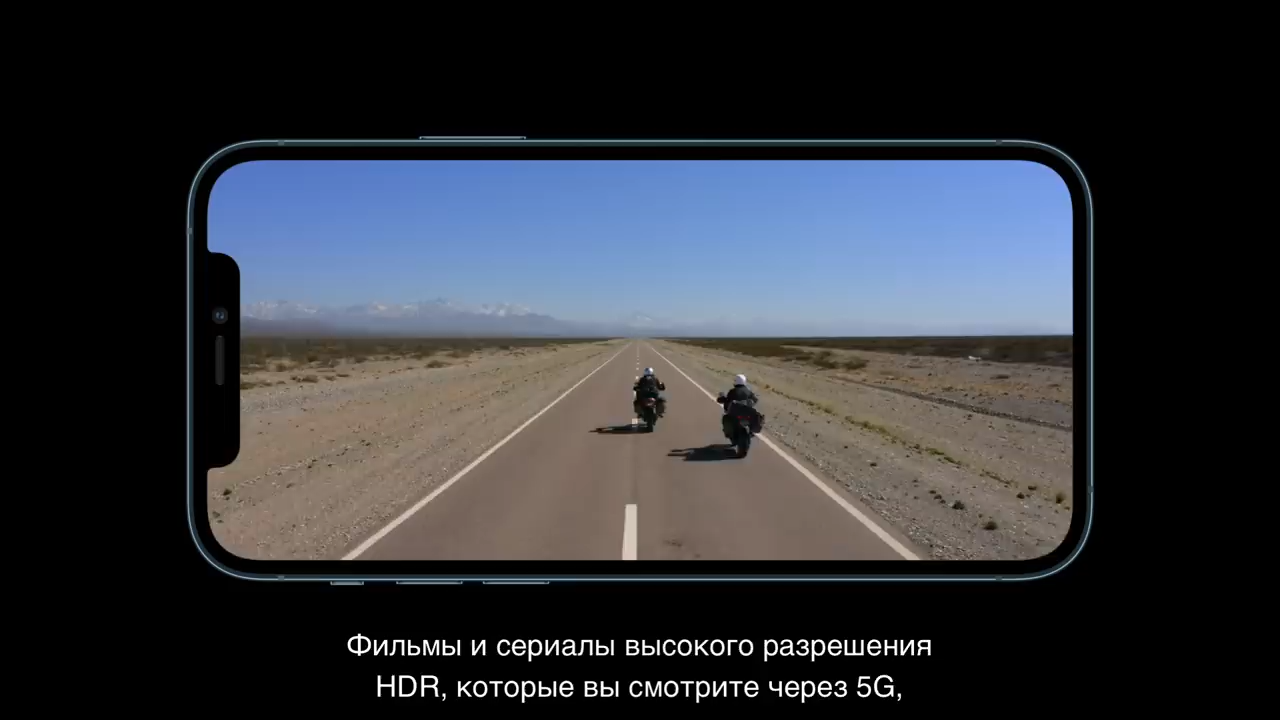 Фильмы и сериалы высокого разрешения
HDR, которые вы смотрите через 5G,